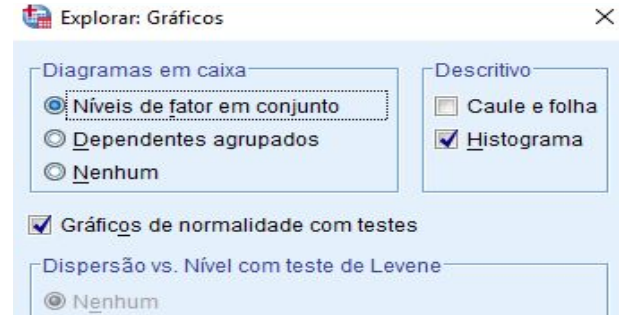 Explorar: Gráficos
Diagramas em caixa
Níveis de fator em conjunto
Dependentes agrupados
Nenhum
Descritivo
Caule e folha
Histograma
Gráficos de normalidade com testes
Dispersão vs. Nível com teste de Levene
Nenhum